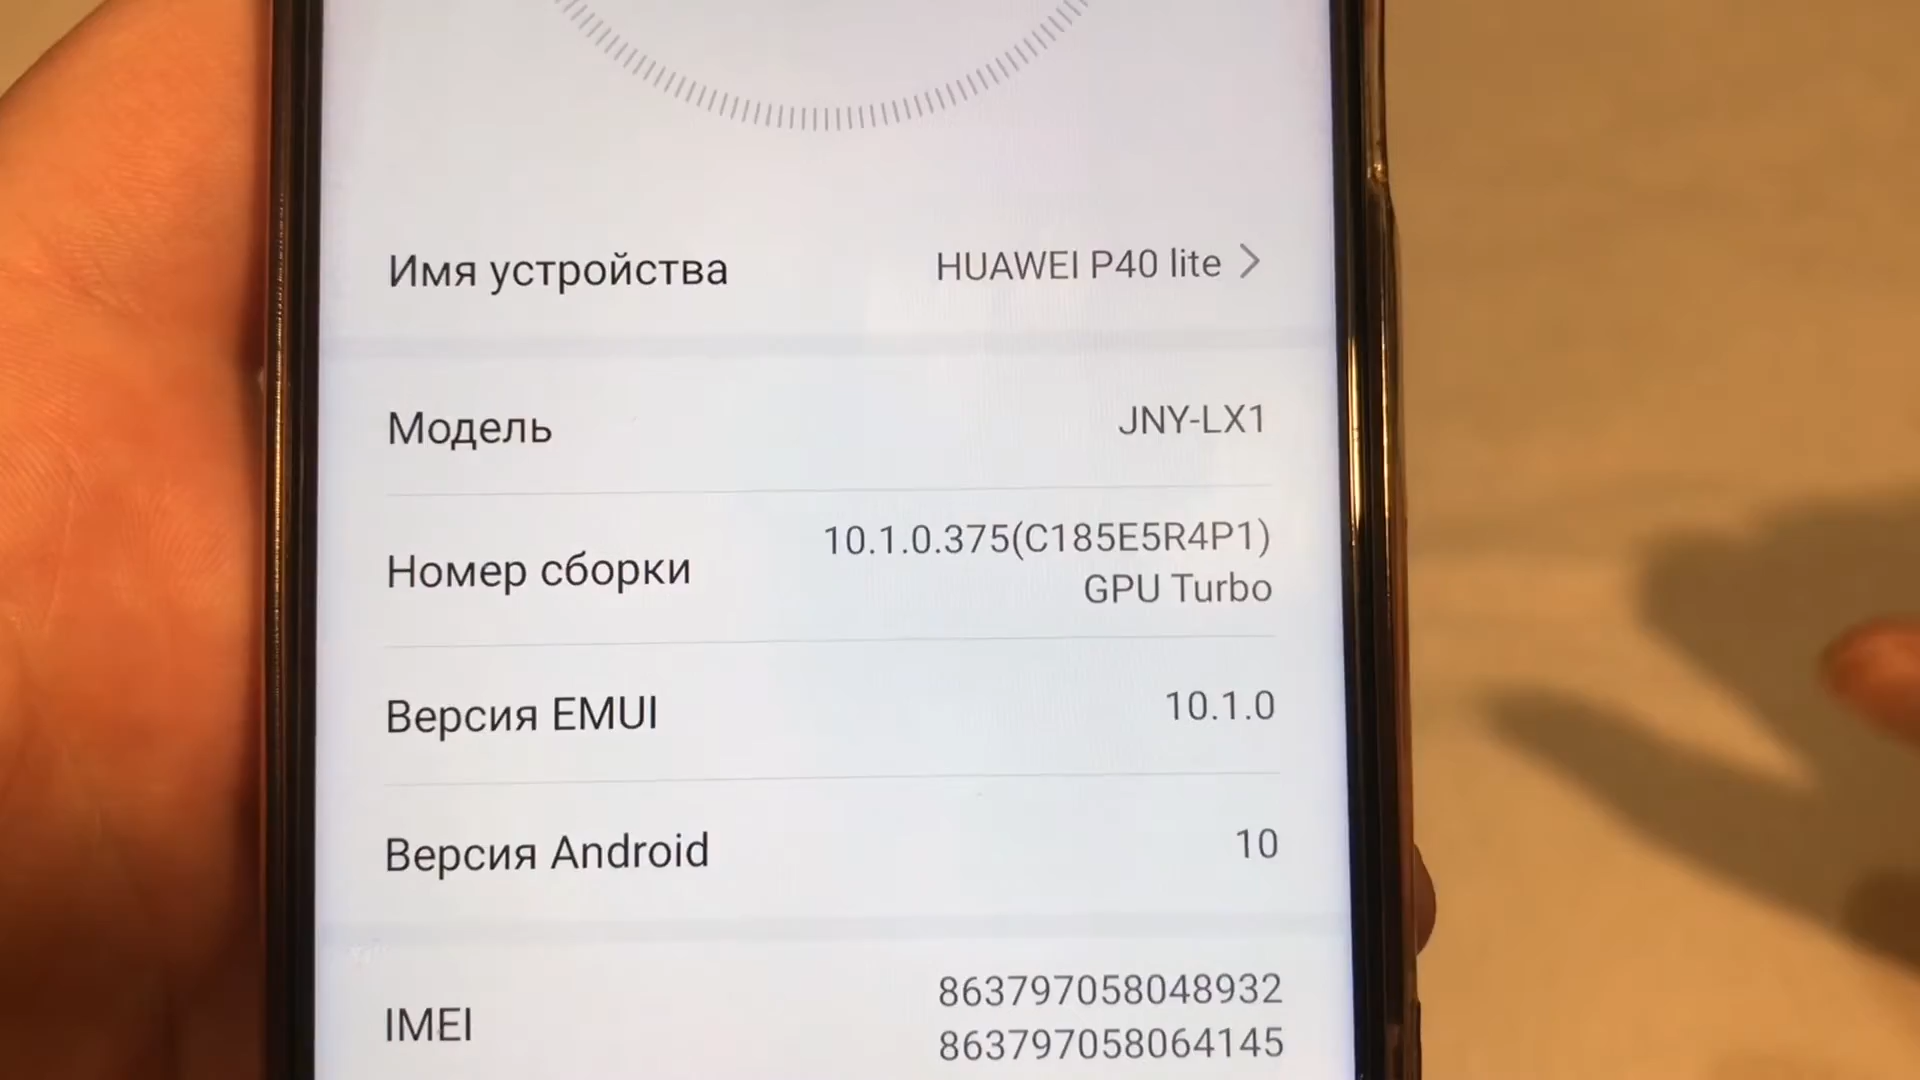 Имя устройства HUAWEI P40 lite
Модель JNY-LX1
Номер сборки 10.1.0.375(C185E5R4P1)
GPU Turbo
Версия EMUI 10.1.0
Версия Android 10
IMEI 863797058048932
863797058064145